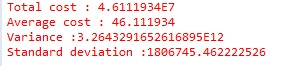 Total cost : 4.6111934E7
Average cost : 46.111934
Variance :3.2643291652616895E12
Standard deviation :1806745.462222526